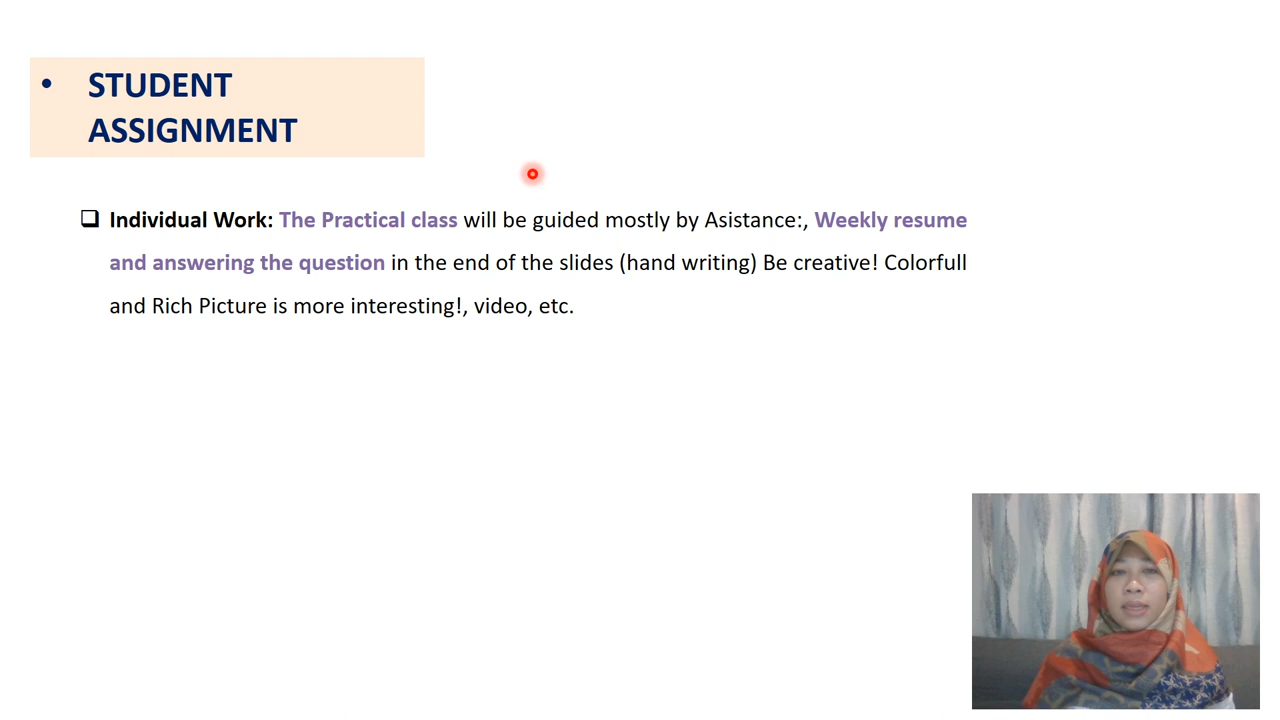 • STUDENT
ASSIGNMENT
❑ Individual Work: The Practical class will be guided mostly by Asistance:, Weekly resume
and answering the question in the end of the slides (hand writing) Be creative! Colorfull
and Rich Picture is more interesting!, video, etc.